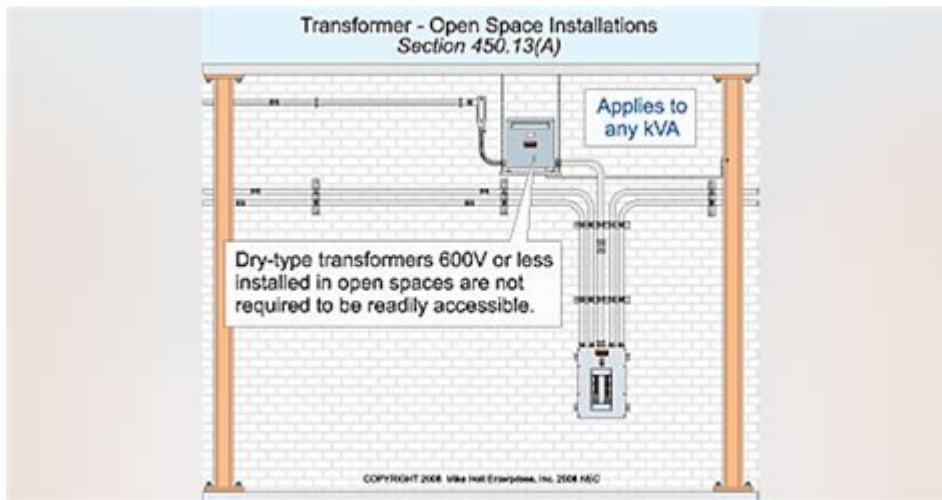 Transformer - Open Space Installations
Section 450.13(A)
Applies to
any kVA
Dry-type transformers 600V or less
installed in open spaces are not
required to be readily accessible.
COPYRIGHT 2008 Mike Holt Enterprises, Inc. 2008 NEC